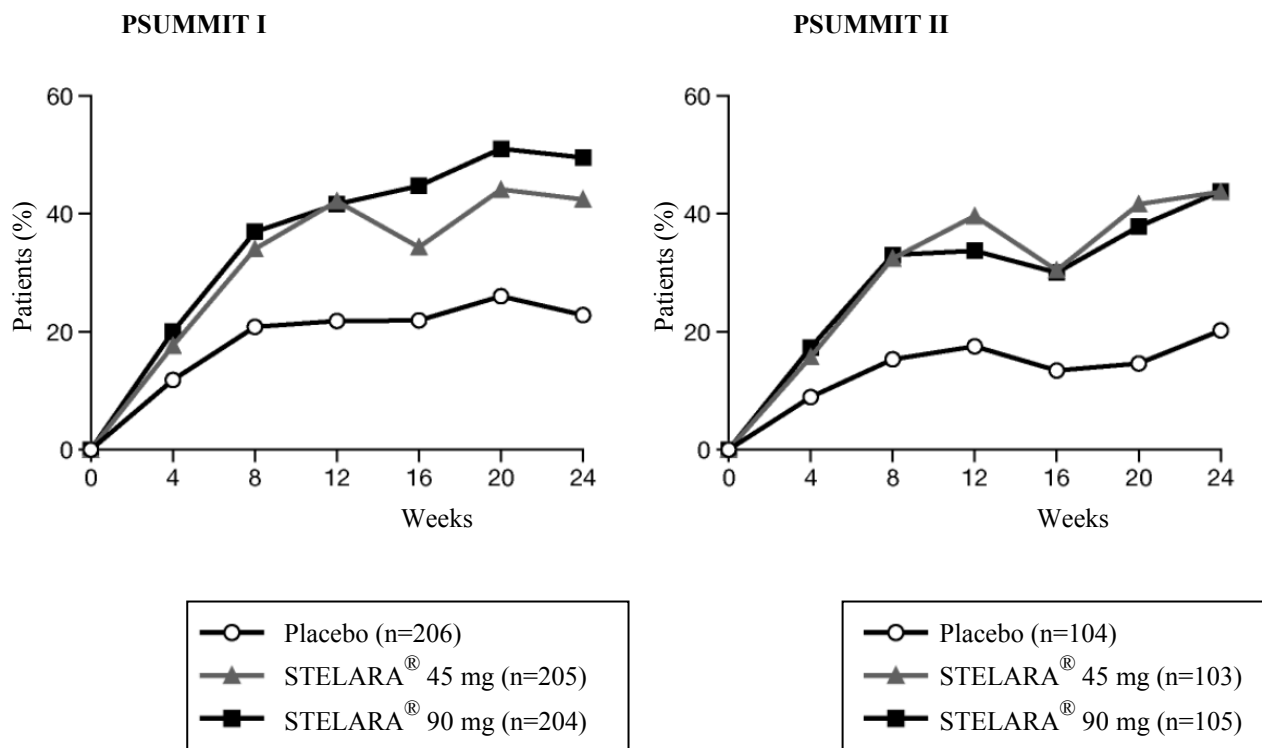 PSUMMIT I
PSUMMIT II
60
40
20
0
Patients (%)
0 4 8 12 16 20 24
Weeks
60
40
20
0
Patients (%)
0 4 8 12 16 20 24
Weeks
Placebo (n=206)
STELARA® 45 mg (n=205)
STELARA® 90 mg (n=204)
Placebo (n=104)
STELARA® 45 mg (n=103)
STELARA® 90 mg (n=105)